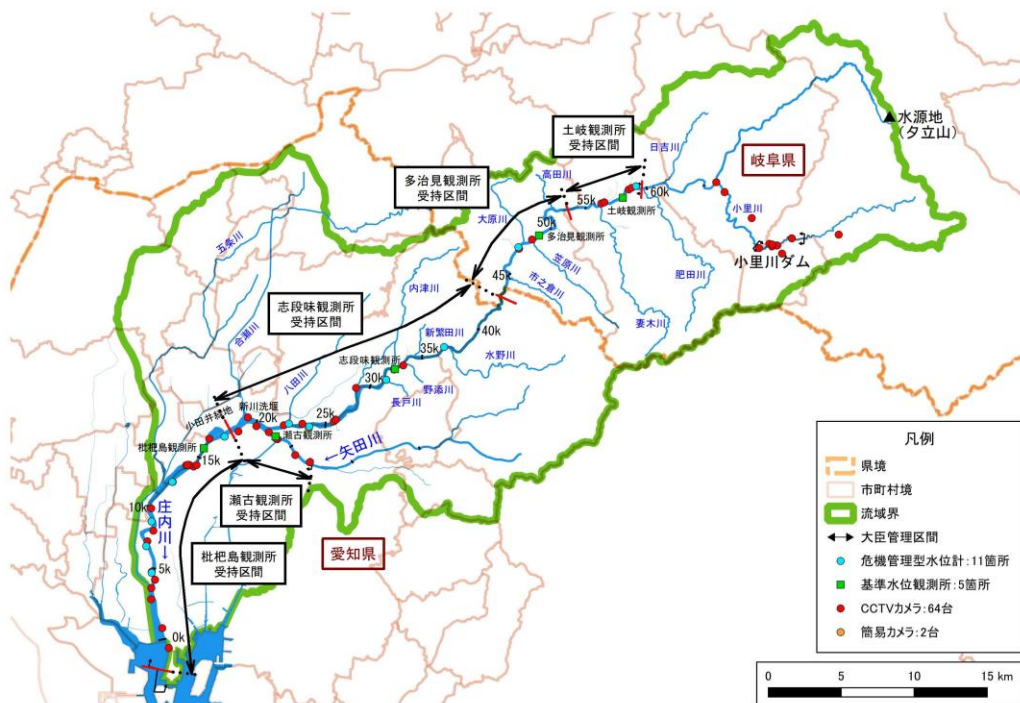 土岐観測所
受持区間
日吉川
水源地
(夕立山)
岐阜県
多治見観測所
受持区間
高田川
55k
60k
土岐観測所
小里川
大原川
50k
多治見観測所
小里川ダム
五条川
笠原川
45k
市之倉川
肥田川
内津川
志段味観測所
受持区間
妻木川
合瀬川
新繁田川
40k
35k
水野川
志段味観測所
八田川
30k
野添川
長戸川
小田井緑地
新川洗堰
20k
25k
瀬古観測所
←矢田川
枇杷島観測所
15k
瀬古観測所
受持区間
10k
庄内川→
枇杷島観測所
受持区間
愛知県
5k
0k
凡例
県境
市町村境
流域界
大臣管理区間
危機管理型水位計:11箇所
基準水位観測所:5箇所
CCTVカメラ:64台
簡易カメラ:2台
0 5 10 15 km